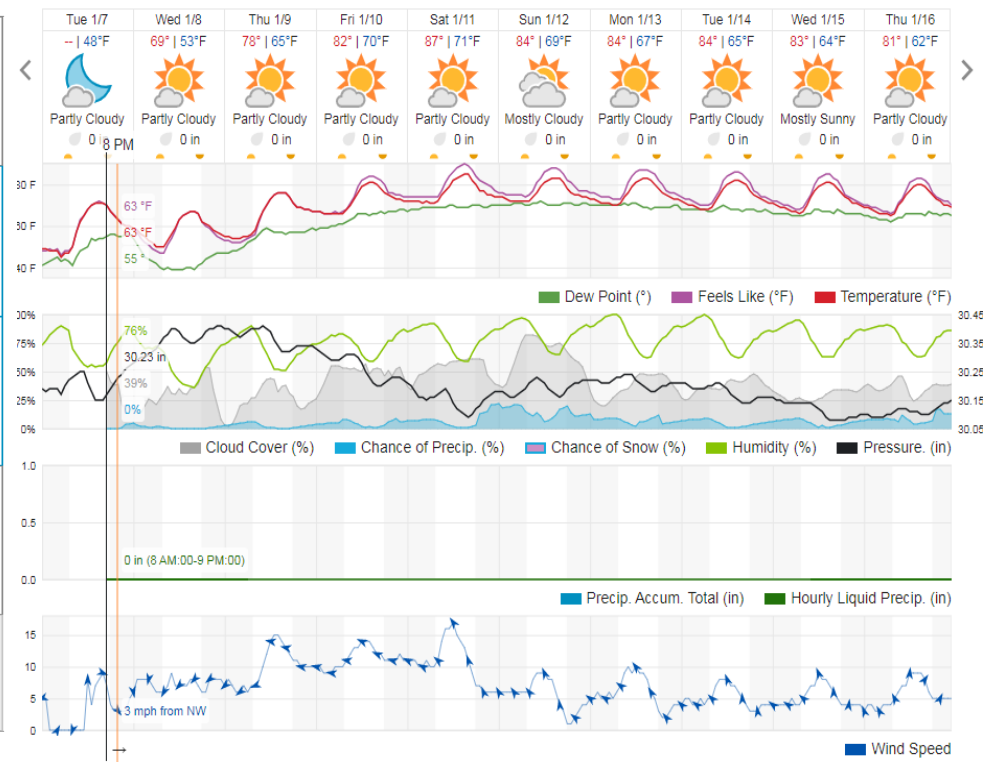 Tue 1/7 Wed 1/8 Thu 1/9 Fri 1/10 Sat 1/11 Sun 1/12 Mon 1/13 Tue 1/14 Wed 1/15 Thu 1/16
-- | 48°F 69° | 53°F 78° | 65°F 82° | 70°F 87° | 71°F 84° | 69°F 84° | 67°F 84° | 65°F 83° | 64°F 81° | 62°F
Partly Cloudy Partly Cloudy Partly Cloudy Partly Cloudy Partly Cloudy Mostly Cloudy Partly Cloudy Partly Cloudy Mostly Sunny Partly Cloudy
0 0 in 0 in 0 in 0 in 0 in 0 in 0 in 0 in 0 in
8 PM
80 F
63 °F
60 F
63 °F
55 °
40 F
Dew Point (°) Feels Like (°F) Temperature (°F)
00% 30.45
76%
75% 30.35
30.23 in
50% 30.25
39%
25% 30.15
0%
0% 30.05
Cloud Cover (%) Chance of Precip. (%) Chance of Snow (%) Humidity (%) Pressure. (in)
1.0
0.5
0 in (8 AM:00-9 PM:00)
0.0
Precip. Accum. Total (in) Hourly Liquid Precip. (in)
15
10
5
3 mph from NW
0
→
Wind Speed